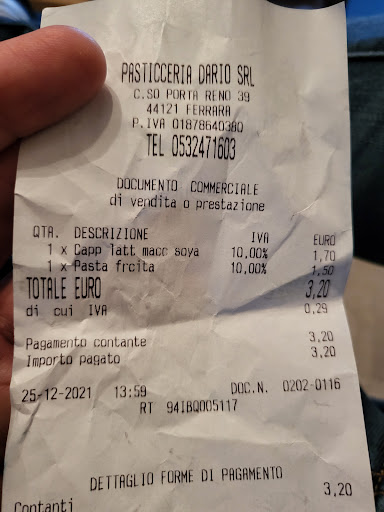 PASTICCERIA DARIO SRL
C.SO PORTA RENO 39
44121 FERRARA
P.IVA 01878640380
TEL 0532471603
DOCUMENTO COMMERCIALE
di vendita o prestazione
QTA. DESCRIZIONE IVA EURO
1 x Capp latt macc soya 10,00% 1,70
1 x Pasta frcita 10,00% 1,50
TOTALE EURO 3,20
di cui IVA 0,29
Pagamento contante 3,20
Importo pagato 3,20
25-12-2021 13:59 DOC.N. 0202-0116
RT 94IBQ005117
DETTAGLIO FORME DI PAGAMENTO
Contanti 3,20